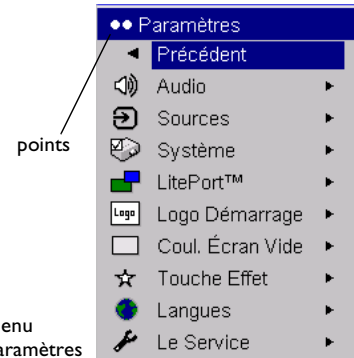 Paramètres
Précédent
Audio
Sources
points
Système
LitePort™
Logo
Logo Démarrage
Coul. Écran Vide
Touche Effet
Langues
Le Service